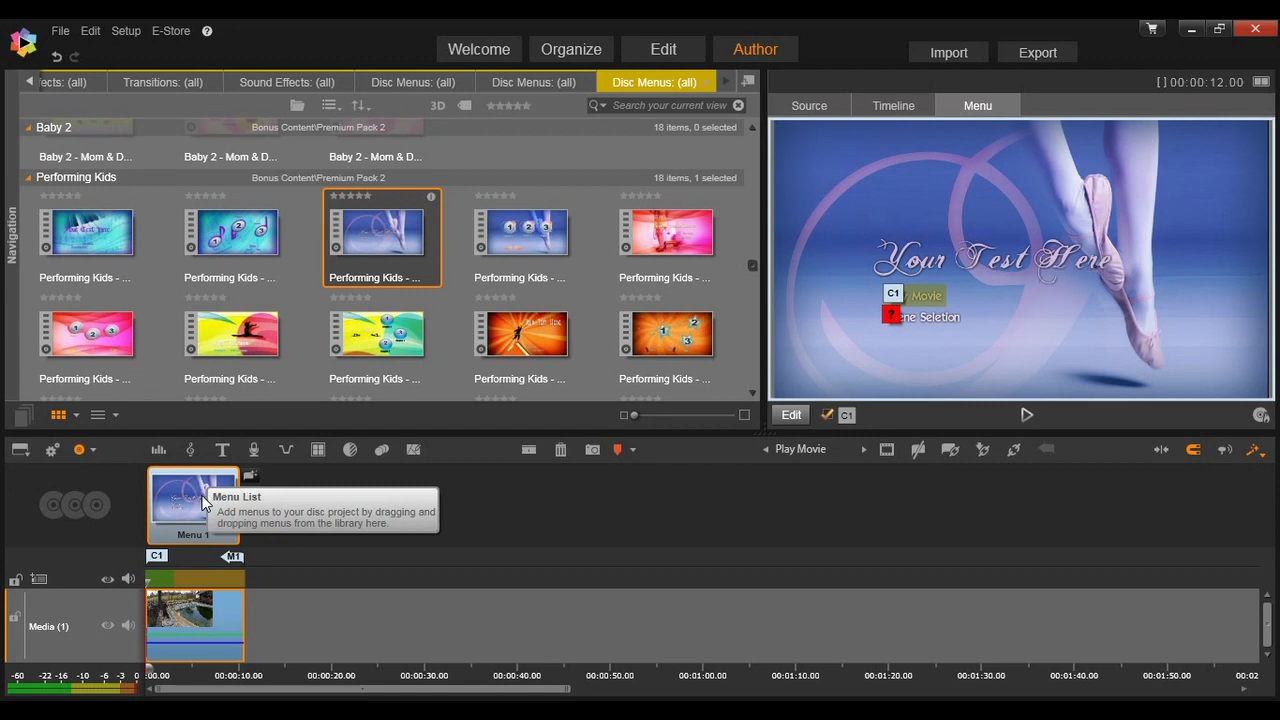 File Edit Setup E-Store ?
Welcome Organize Edit Author Import Export
ects: (all) Transitions: (all) Sound Effects: (all) Disc Menus: (all) Disc Menus: (all) Disc Menus: (all)
[ ] 00:00:12.00
3D Search your current view
Source Timeline Menu
Baby 2 Bonus Content\Premium Pack 2 18 items, 0 selected
Baby 2 - Mom & D... Baby 2 - Mom & D... Baby 2 - Mom & D...
Performing Kids Bonus Content\Premium Pack 2 18 items, 1 selected
Navigation
1 2 3
Performing Kids - ... Performing Kids - ... Performing Kids - ... Performing Kids - ... Performing Kids - ...
Performing Kids - ... Performing Kids - ... Performing Kids - ... Performing Kids - ... Performing Kids - ...
Your Test Here
C1 y Movie
? ene Seletion
Edit C1
Play Movie
Menu List
Add menus to your disc project by dragging and
dropping menus from the library here.
Menu 1
C1 M1
Media (1)
-60 -22 -16 -10 -6 -3 0
:00.00 00:00:10.00 00:00:20.00 00:00:30.00 00:00:40.00 00:00:50.00 00:01:00.00 00:01:10.00 00:01:20.00 00:01:30.00 00:01:40.00 00:01:50.00 00:02